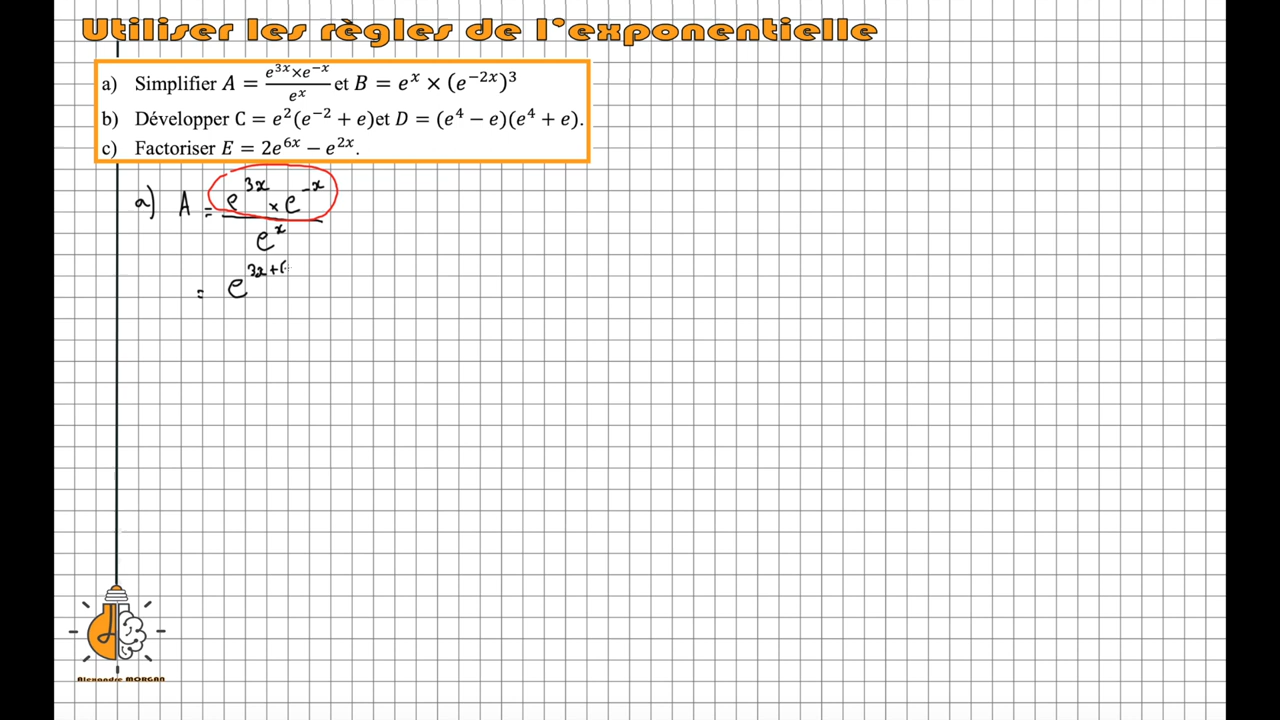 Utiliser les règles de l'exponentielle
a) Simplifier A = (e^{3x}×e^{−x})/e^x et B = e^x × (e^{−2x})^3
b) Développer C = e^2(e^{−2} + e)et D = (e^4 − e)(e^4 + e).
c) Factoriser E = 2e^{6x} − e^{2x}.
a) A = (e^{3x} × e^{-x})/e^x
= e^{3x+(-
Alexandre MORGAN